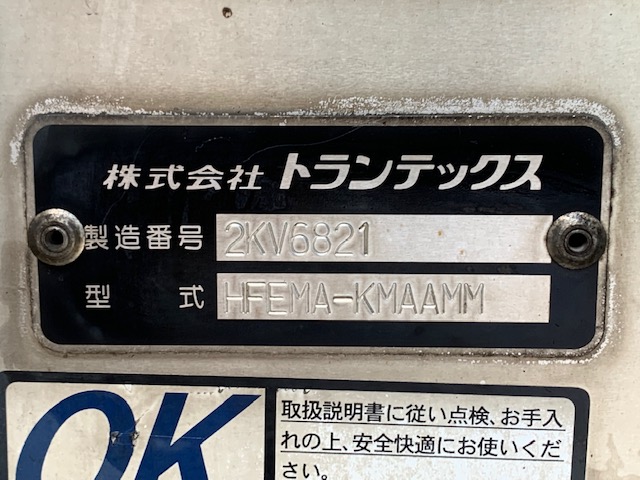 株式会社 トランテックス
製造番号 2KV6821
型式 HFEMA-KMAAMM
OK
取扱説明書に従い点検、お手入
れの上、安全快適にお使いくだ
さい。